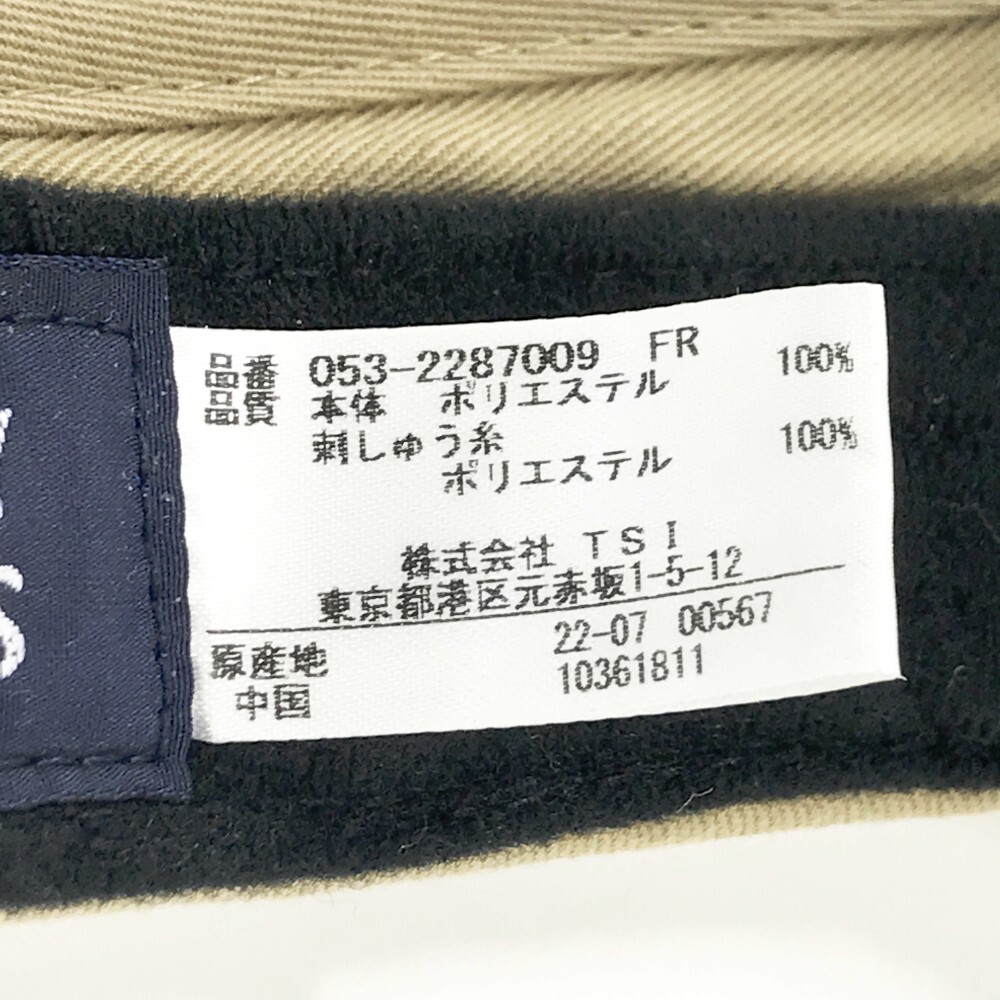 品番 053-2287009 FR
品質 本体 ポリエステル 100%
刺しゅう糸
ポリエステル 100%
株式会社 TSI
東京都港区元赤坂1-5-12
原産地 22-07 00567
中国 10361811